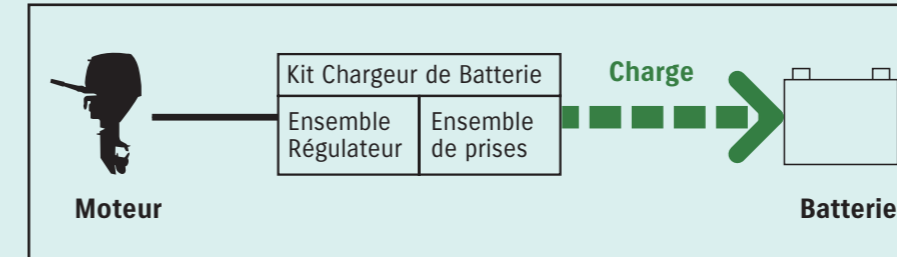 Kit Chargeur de Batterie
Ensemble
Régulateur
Ensemble
de prises
Charge
Moteur
Batterie